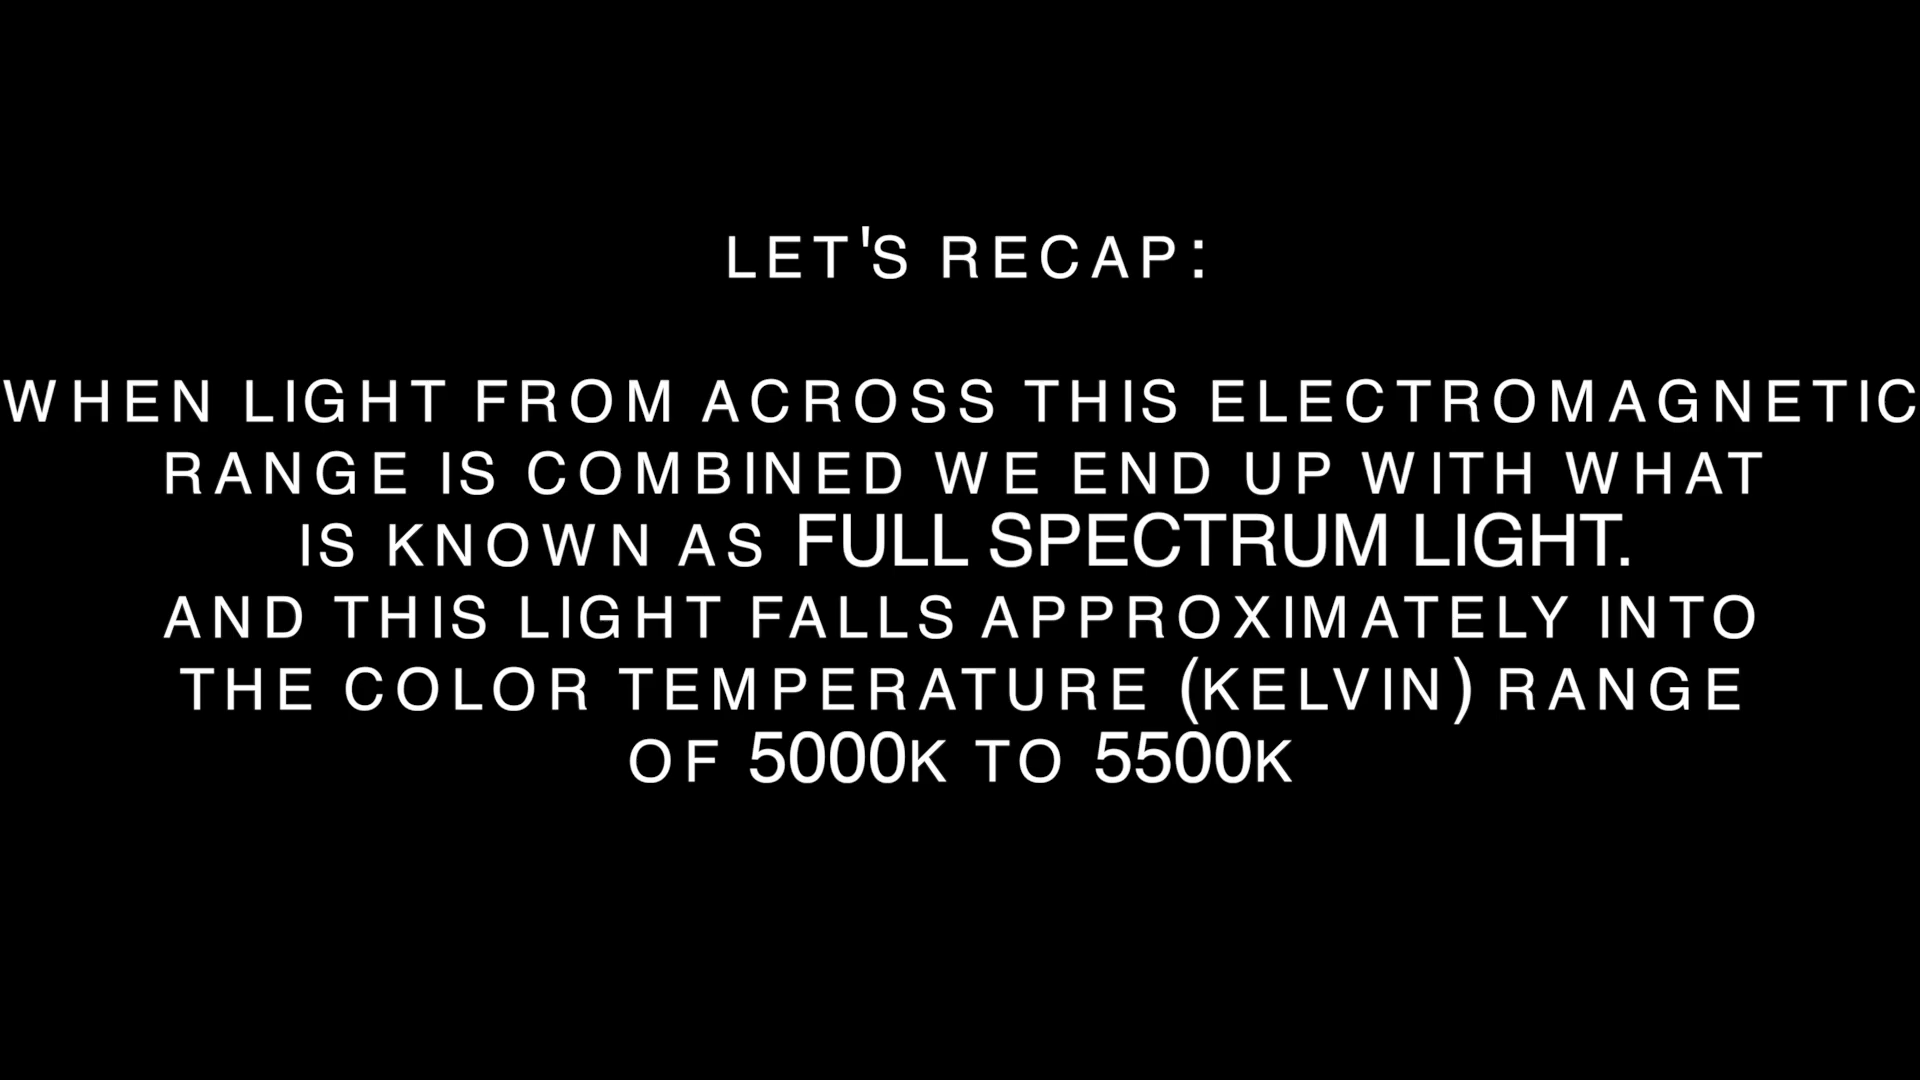 LET'S RECAP:
WHEN LIGHT FROM ACROSS THIS ELECTROMAGNETIC
RANGE IS COMBINED WE END UP WITH WHAT
IS KNOWN AS FULL SPECTRUM LIGHT.
AND THIS LIGHT FALLS APPROXIMATELY INTO
THE COLOR TEMPERATURE (KELVIN) RANGE
OF 5000K TO 5500K